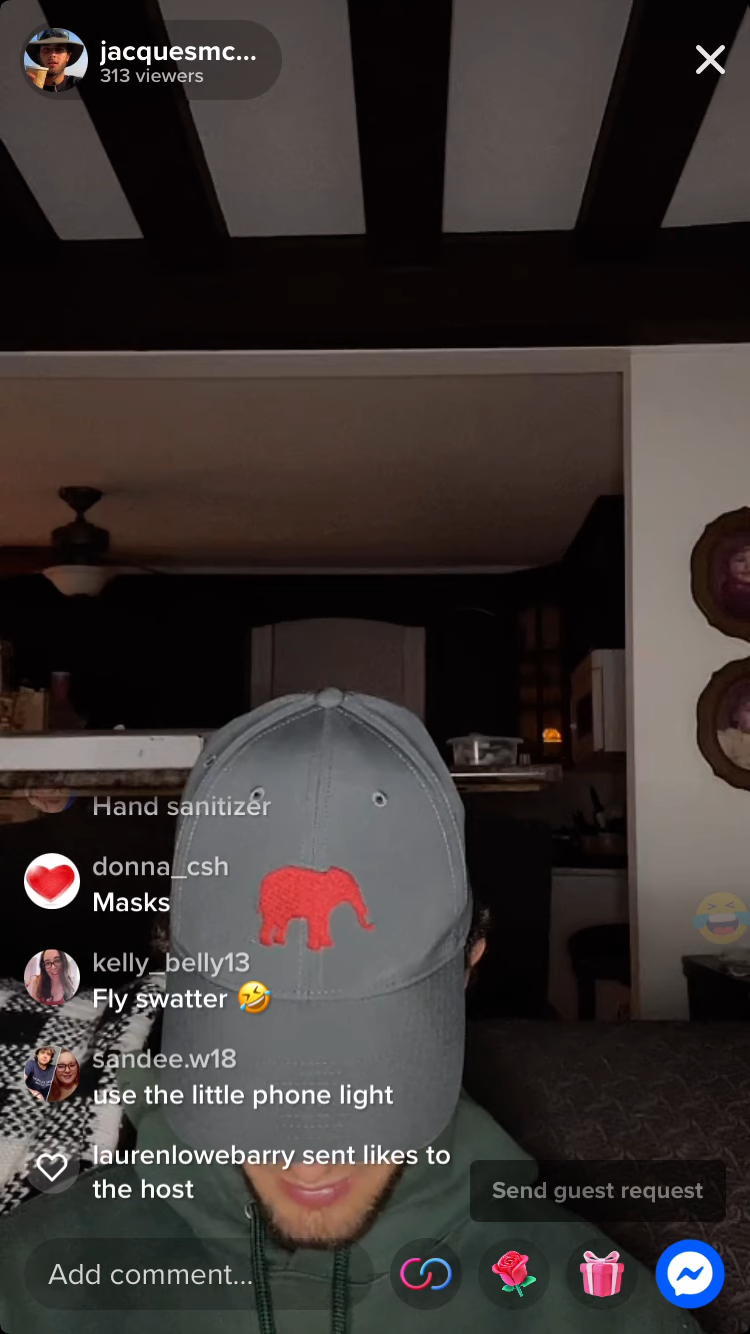 jacquesmc...
313 viewers
Hand sanitizer
donna_csh
Masks
kelly_belly13
Fly swatter 🤣
sandee.w18
use the little phone light
laurenlowebarry sent likes to
the host
Send guest request
Add comment...